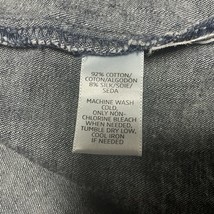 92% COTTON/
COTON/ALGODON
8% SILK/SOIE/
SEDA
MACHINE WASH
COLD,
ONLY NON-
CHLORINE BLEACH
WHEN NEEDED,
TUMBLE DRY LOW,
COOL IRON
IF NEEDED